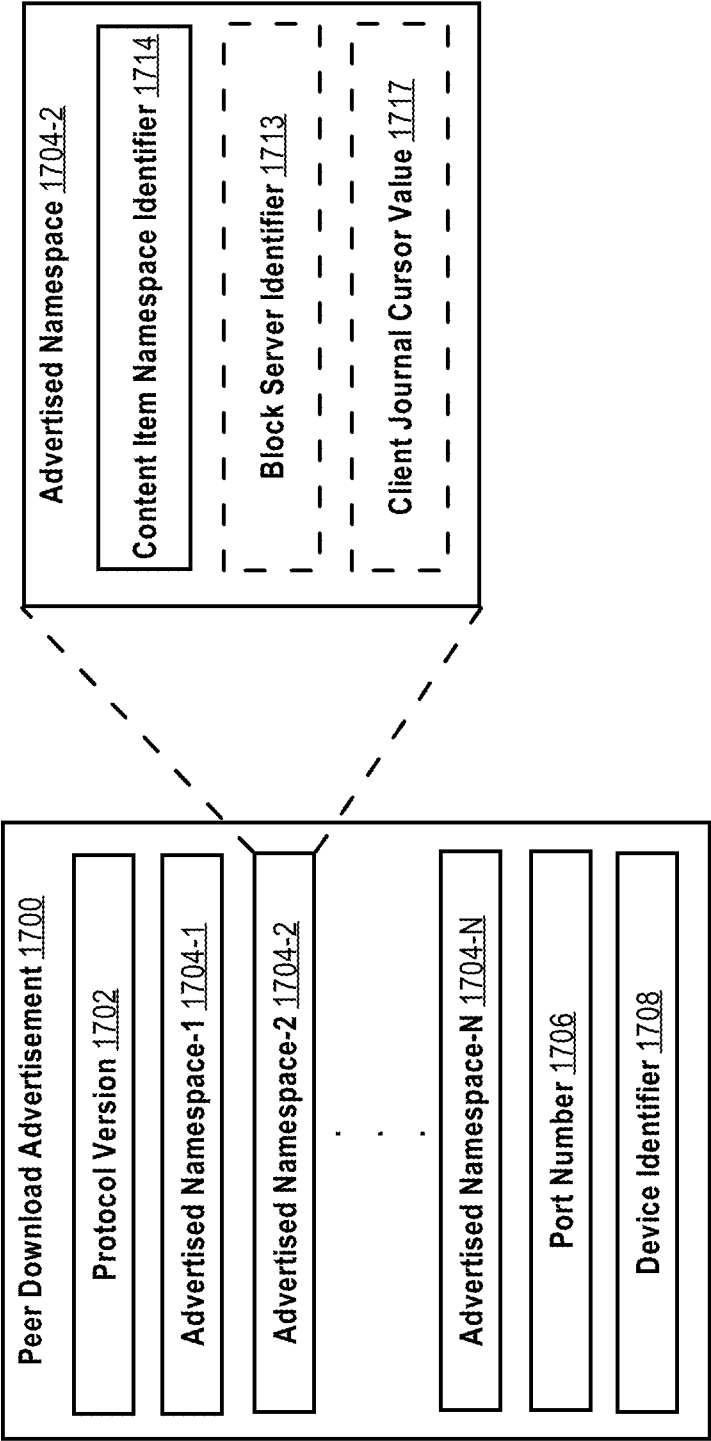 Peer Download Advertisement 1700
Protocol Version 1702
Advertised Namespace-1 1704-1
Advertised Namespace-2 1704-2
. . .
Advertised Namespace-N 1704-N
Port Number 1706
Device Identifier 1708
Advertised Namespace 1704-2
Content Item Namespace Identifier 1714
Block Server Identifier 1713
Client Journal Cursor Value 1717